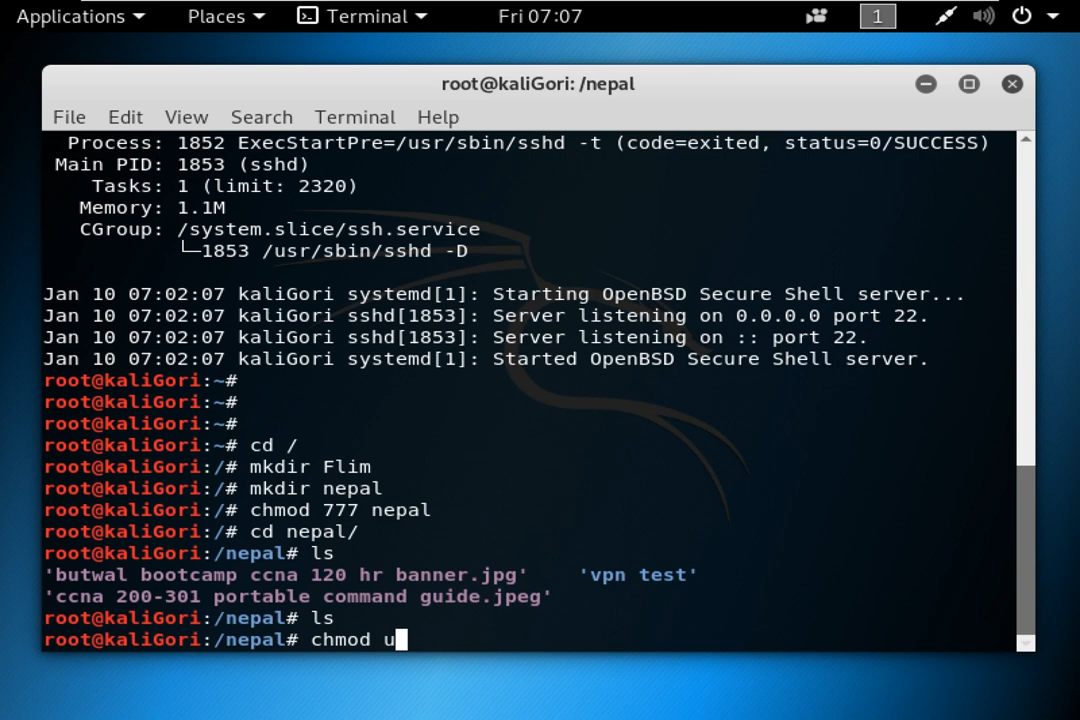 Applications Places Terminal Fri 07:07 1
root@kaliGori: /nepal
File Edit View Search Terminal Help
Process: 1852 ExecStartPre=/usr/sbin/sshd -t (code=exited, status=0/SUCCESS)
Main PID: 1853 (sshd)
Tasks: 1 (limit: 2320)
Memory: 1.1M
CGroup: /system.slice/ssh.service
└─1853 /usr/sbin/sshd -D
Jan 10 07:02:07 kaliGori systemd[1]: Starting OpenBSD Secure Shell server...
Jan 10 07:02:07 kaliGori sshd[1853]: Server listening on 0.0.0.0 port 22.
Jan 10 07:02:07 kaliGori sshd[1853]: Server listening on :: port 22.
Jan 10 07:02:07 kaliGori systemd[1]: Started OpenBSD Secure Shell server.
root@kaliGori:~#
root@kaliGori:~#
root@kaliGori:~#
root@kaliGori:~# cd /
root@kaliGori:/# mkdir Flim
root@kaliGori:/# mkdir nepal
root@kaliGori:/# chmod 777 nepal
root@kaliGori:/# cd nepal/
root@kaliGori:/nepal# ls
'butwal bootcamp ccna 120 hr banner.jpg' 'vpn test'
'ccna 200-301 portable command guide.jpeg'
root@kaliGori:/nepal# ls
root@kaliGori:/nepal# chmod u